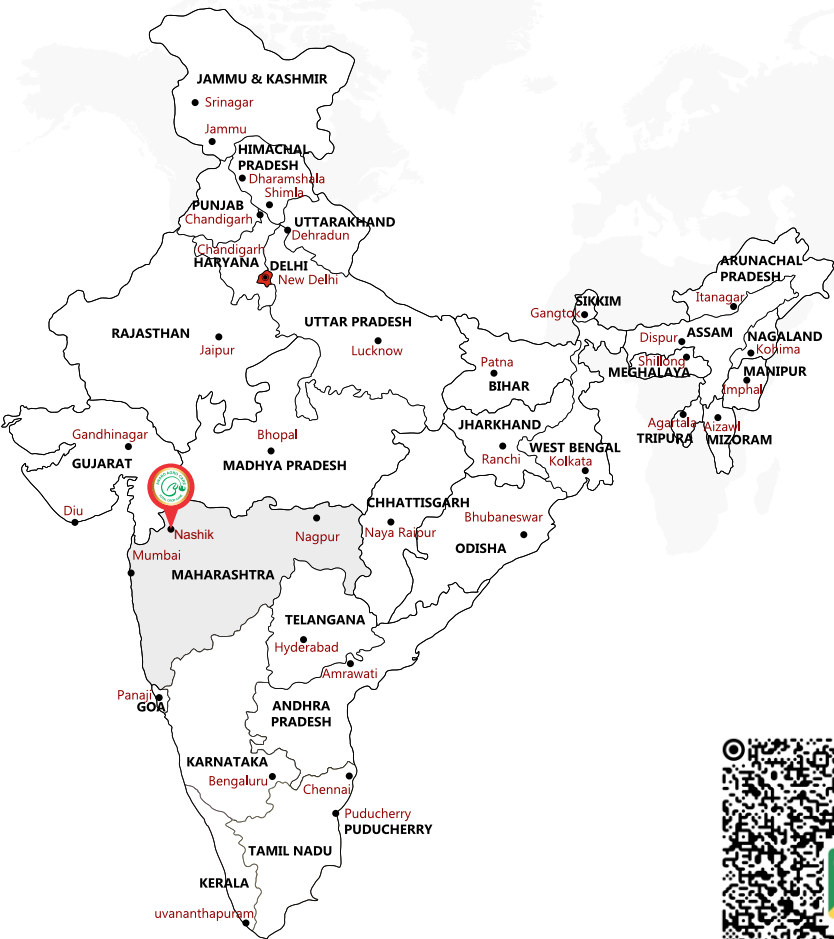 JAMMU & KASHMIR
Srinagar
Jammu
HIMACHAL
PRADESH
Dharamshala
Shimla
PUNJAB
Chandigarh
UTTARAKHAND
Dehradun
Chandigarh
HARYANA
DELHI
New Delhi
ARUNACHAL
PRADESH
Itanagar
SIKKIM
Gangtok
RAJASTHAN
Jaipur
UTTAR PRADESH
Lucknow
Patna
BIHAR
Dispur
ASSAM
NAGALAND
Kohima
Shillong
MEGHALAYA
MANIPUR
Imphal
Agartala
TRIPURA
Aizawl
MIZORAM
Gandhinagar
GUJARAT
Bhopal
MADHYA PRADESH
JHARKHAND
Ranchi
WEST BENGAL
Kolkata
Diu
Nashik
Mumbai
Nagpur
MAHARASHTRA
CHHATTISGARH
Naya Raipur
Bhubaneswar
ODISHA
TELANGANA
Hyderabad
Amrawati
Panaji
GOA
ANDHRA
PRADESH
KARNATAKA
Bengaluru
Chennai
Puducherry
PUDUCHERRY
TAMIL NADU
KERALA
uvananthapuram